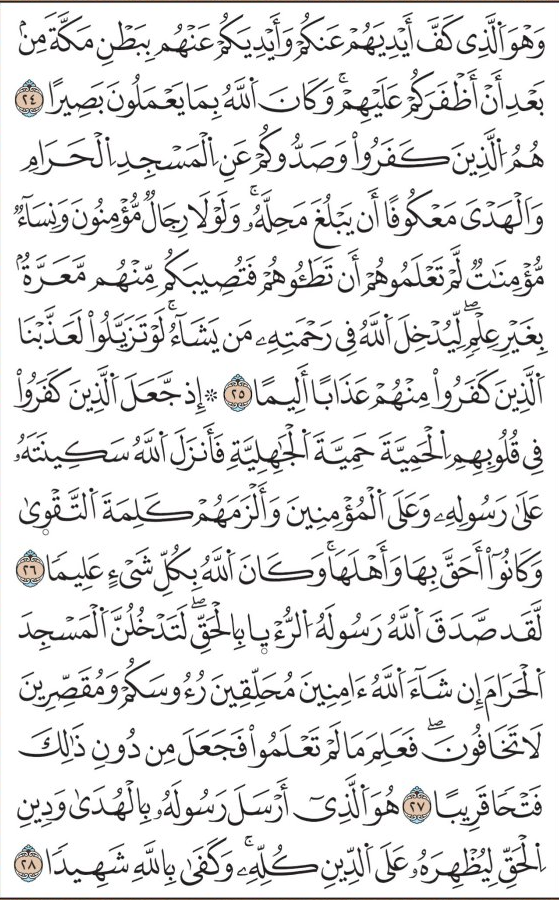 وَهْوَ ٱلَّذِى كَفَّ أَيْدِيَهُمْ عَنكُمْ وَأَيْدِيَكُمْ عَنْهُم بِبَطْنِ مَكَّةَ مِنۢ
بَعْدِ أَنْ أَظْفَرَكُمْ عَلَيْهِمْۚ وَكَانَ ٱللَّهُ بِمَا يَعْمَلُونَ بَصِيرًا ٢٤
هُمُ ٱلَّذِينَ كَفَرُوا۟ وَصَدُّوكُمْ عَنِ ٱلْمَسْجِدِ ٱلْحَرَامِ
وَٱلْهَدْىَ مَعْكُوفًا أَن يَبْلُغَ مَحِلَّهُۥۚ وَلَوْلَا رِجَالٌ مُّؤْمِنُونَ وَنِسَآءٌ
مُّؤْمِنَٰتٌ لَّمْ تَعْلَمُوهُمْ أَن تَطَـُٔوهُمْ فَتُصِيبَكُم مِّنْهُم مَّعَرَّةٌۢ
بِغَيْرِ عِلْمٍۖ لِّيُدْخِلَ ٱللَّهُ فِى رَحْمَتِهِۦ مَن يَشَآءُۚ لَوْ تَزَيَّلُوا۟ لَعَذَّبْنَا
ٱلَّذِينَ كَفَرُوا۟ مِنْهُمْ عَذَابًا أَلِيمًا ٢٥ ۞ إِذ جَّعَلَ ٱلَّذِينَ كَفَرُوا۟
فِى قُلُوبِهِمِ ٱلْحَمِيَّةَ حَمِيَّةَ ٱلْجَٰهِلِيَّةِ فَأَنزَلَ ٱللَّهُ سَكِينَتَهُۥ
عَلَىٰ رَسُولِهِۦ وَعَلَى ٱلْمُؤْمِنِينَ وَأَلْزَمَهُمْ كَلِمَةَ ٱلتَّقْوَىٰ
وَكَانُوٓا۟ أَحَقَّ بِهَا وَأَهْلَهَاۚ وَكَانَ ٱللَّهُ بِكُلِّ شَىْءٍ عَلِيمًا ٢٦
لَّقَد صَّدَقَ ٱللَّهُ رَسُولَهُ ٱلرُّءْيَا بِٱلْحَقِّۖ لَتَدْخُلُنَّ ٱلْمَسْجِدَ
ٱلْحَرَامَ إِن شَآءَ ٱللَّهُ ءَامِنِينَ مُحَلِّقِينَ رُءُوسَكُمْ وَمُقَصِّرِينَ
لَا تَخَافُونَۖ فَعَلِمَ مَا لَمْ تَعْلَمُوا۟ فَجَعَلَ مِن دُونِ ذَٰلِكَ
فَتْحًا قَرِيبًا ٢٧ هُوَ ٱلَّذِىٓ أَرْسَلَ رَسُولَهُۥ بِٱلْهُدَىٰ وَدِينِ
ٱلْحَقِّ لِيُظْهِرَهُۥ عَلَى ٱلدِّينِ كُلِّهِۦۚ وَكَفَىٰ بِٱللَّهِ شَهِيدًا ٢٨